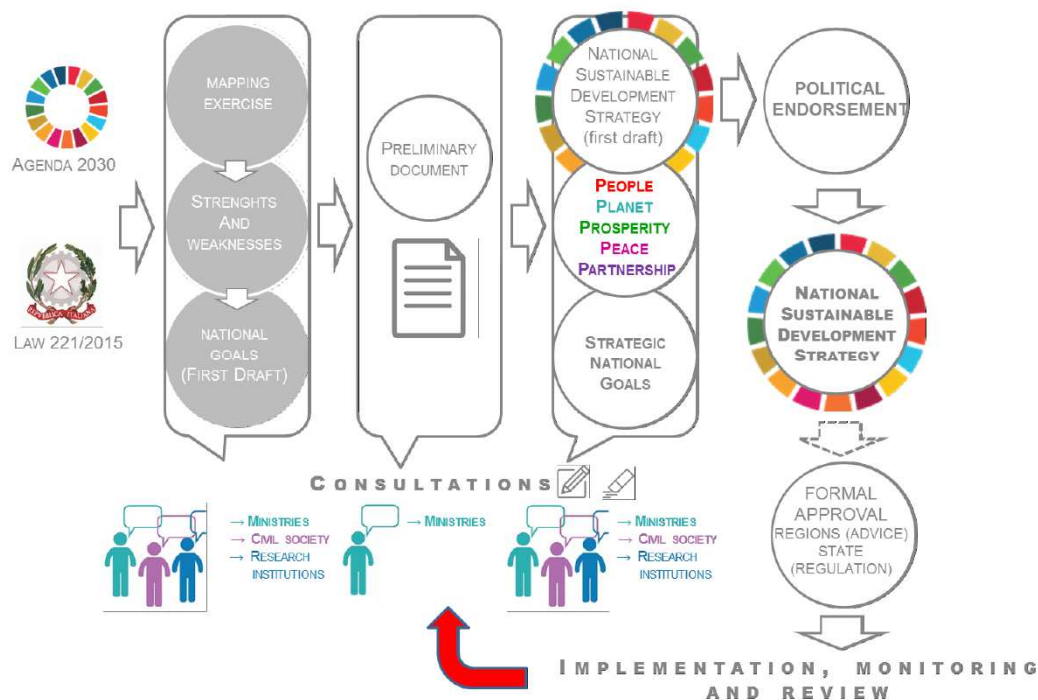 AGENDA 2030
LAW 221/2015
MAPPING
EXERCISE
STRENGHTS
AND
WEAKNESSES
NATIONAL
GOALS
(FIRST DRAFT)
PRELIMINARY
DOCUMENT
NATIONAL
SUSTAINABLE
DEVELOPMENT
STRATEGY
(first draft)
PEOPLE
PLANET
PROSPERITY
PEACE
PARTNERSHIP
STRATEGIC
NATIONAL
GOALS
POLITICAL
ENDORSEMENT
NATIONAL
SUSTAINABLE
DEVELOPMENT
STRATEGY
FORMAL
APPROVAL
REGIONS (ADVICE)
STATE
(REGULATION)
CONSULTATIONS
→ MINISTRIES
→ CIVIL SOCIETY
→ RESEARCH
INSTITUTIONS
→ MINISTRIES
→ MINISTRIES
→ CIVIL SOCIETY
→ RESEARCH
INSTITUTIONS
IMPLEMENTATION, MONITORING
AND REVIEW